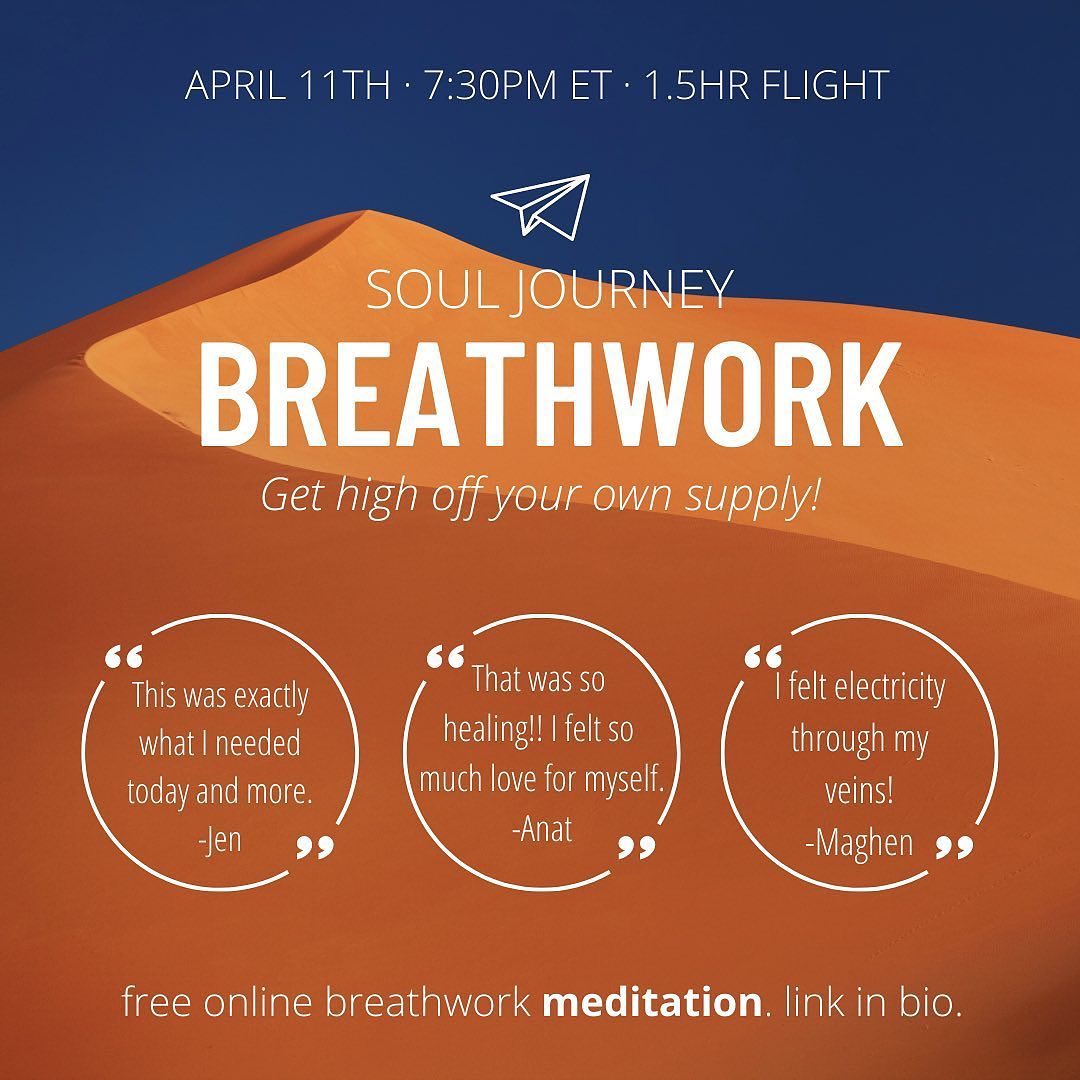 APRIL 11TH · 7:30PM ET · 1.5HR FLIGHT
SOUL JOURNEY
BREATHWORK
Get high off your own supply!
“This was exactly
what I needed
today and more.
-Jen”
“That was so
healing!! I felt so
much love for myself.
-Anat”
“I felt electricity
through my
veins!
-Maghen”
free online breathwork meditation. link in bio.